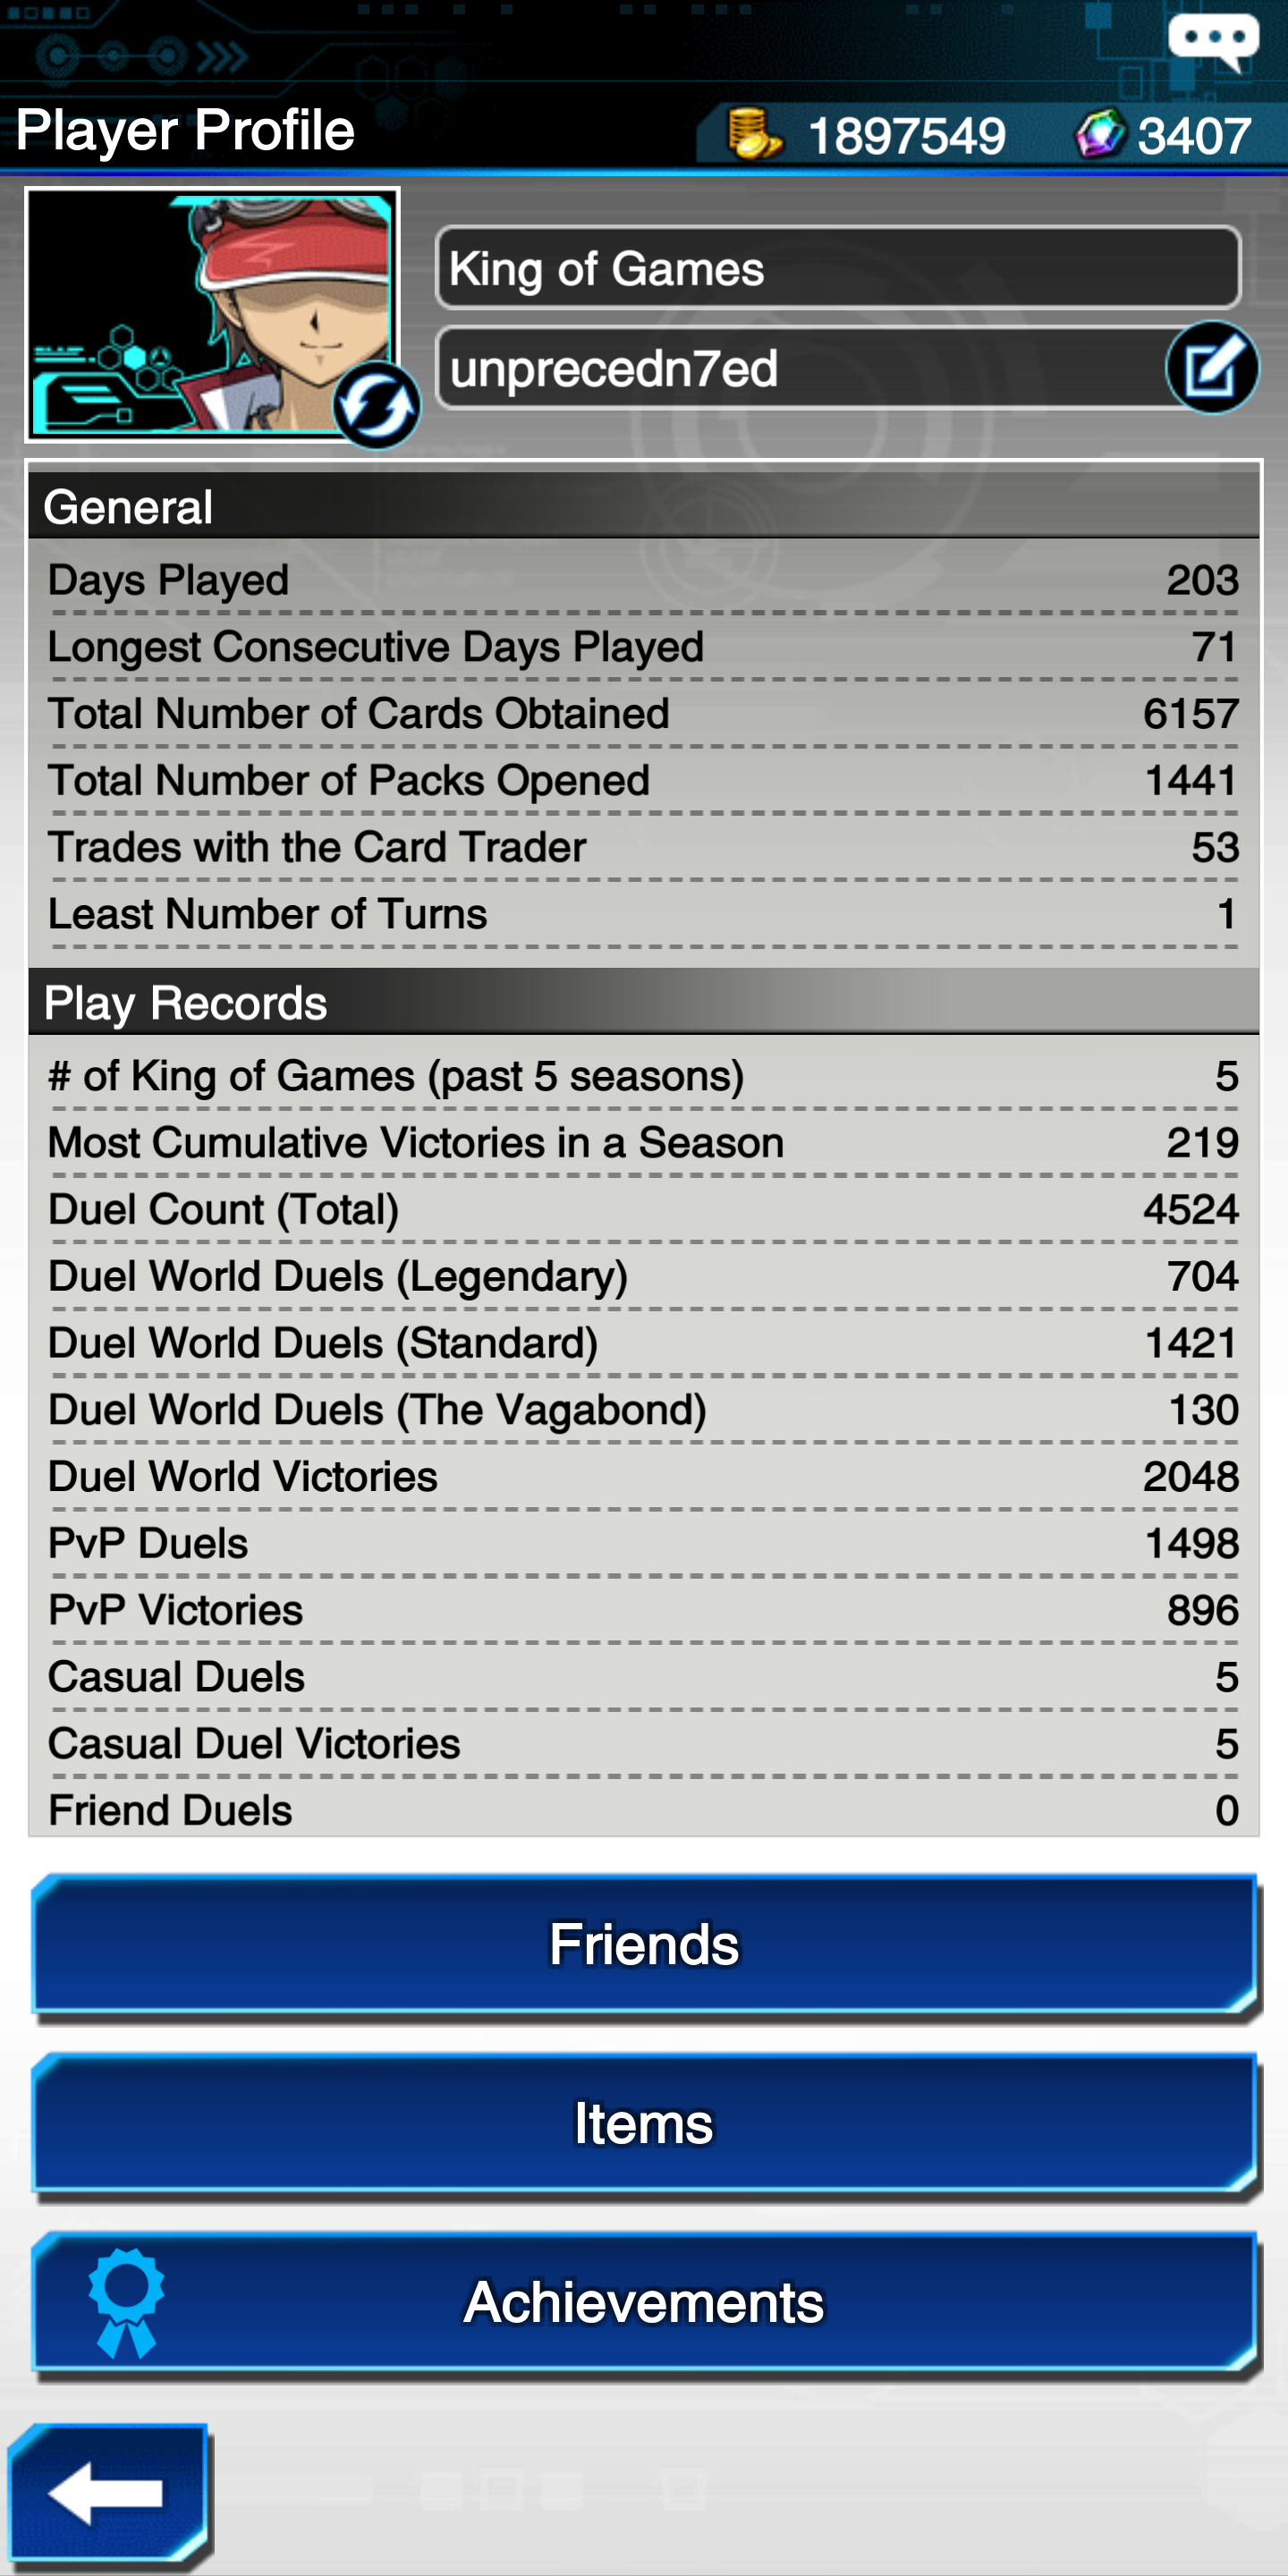 Player Profile
1897549
3407
King of Games
unprecedn7ed
General
Days Played 203
Longest Consecutive Days Played 71
Total Number of Cards Obtained 6157
Total Number of Packs Opened 1441
Trades with the Card Trader 53
Least Number of Turns 1
Play Records
# of King of Games (past 5 seasons) 5
Most Cumulative Victories in a Season 219
Duel Count (Total) 4524
Duel World Duels (Legendary) 704
Duel World Duels (Standard) 1421
Duel World Duels (The Vagabond) 130
Duel World Victories 2048
PvP Duels 1498
PvP Victories 896
Casual Duels 5
Casual Duel Victories 5
Friend Duels 0
Friends
Items
Achievements